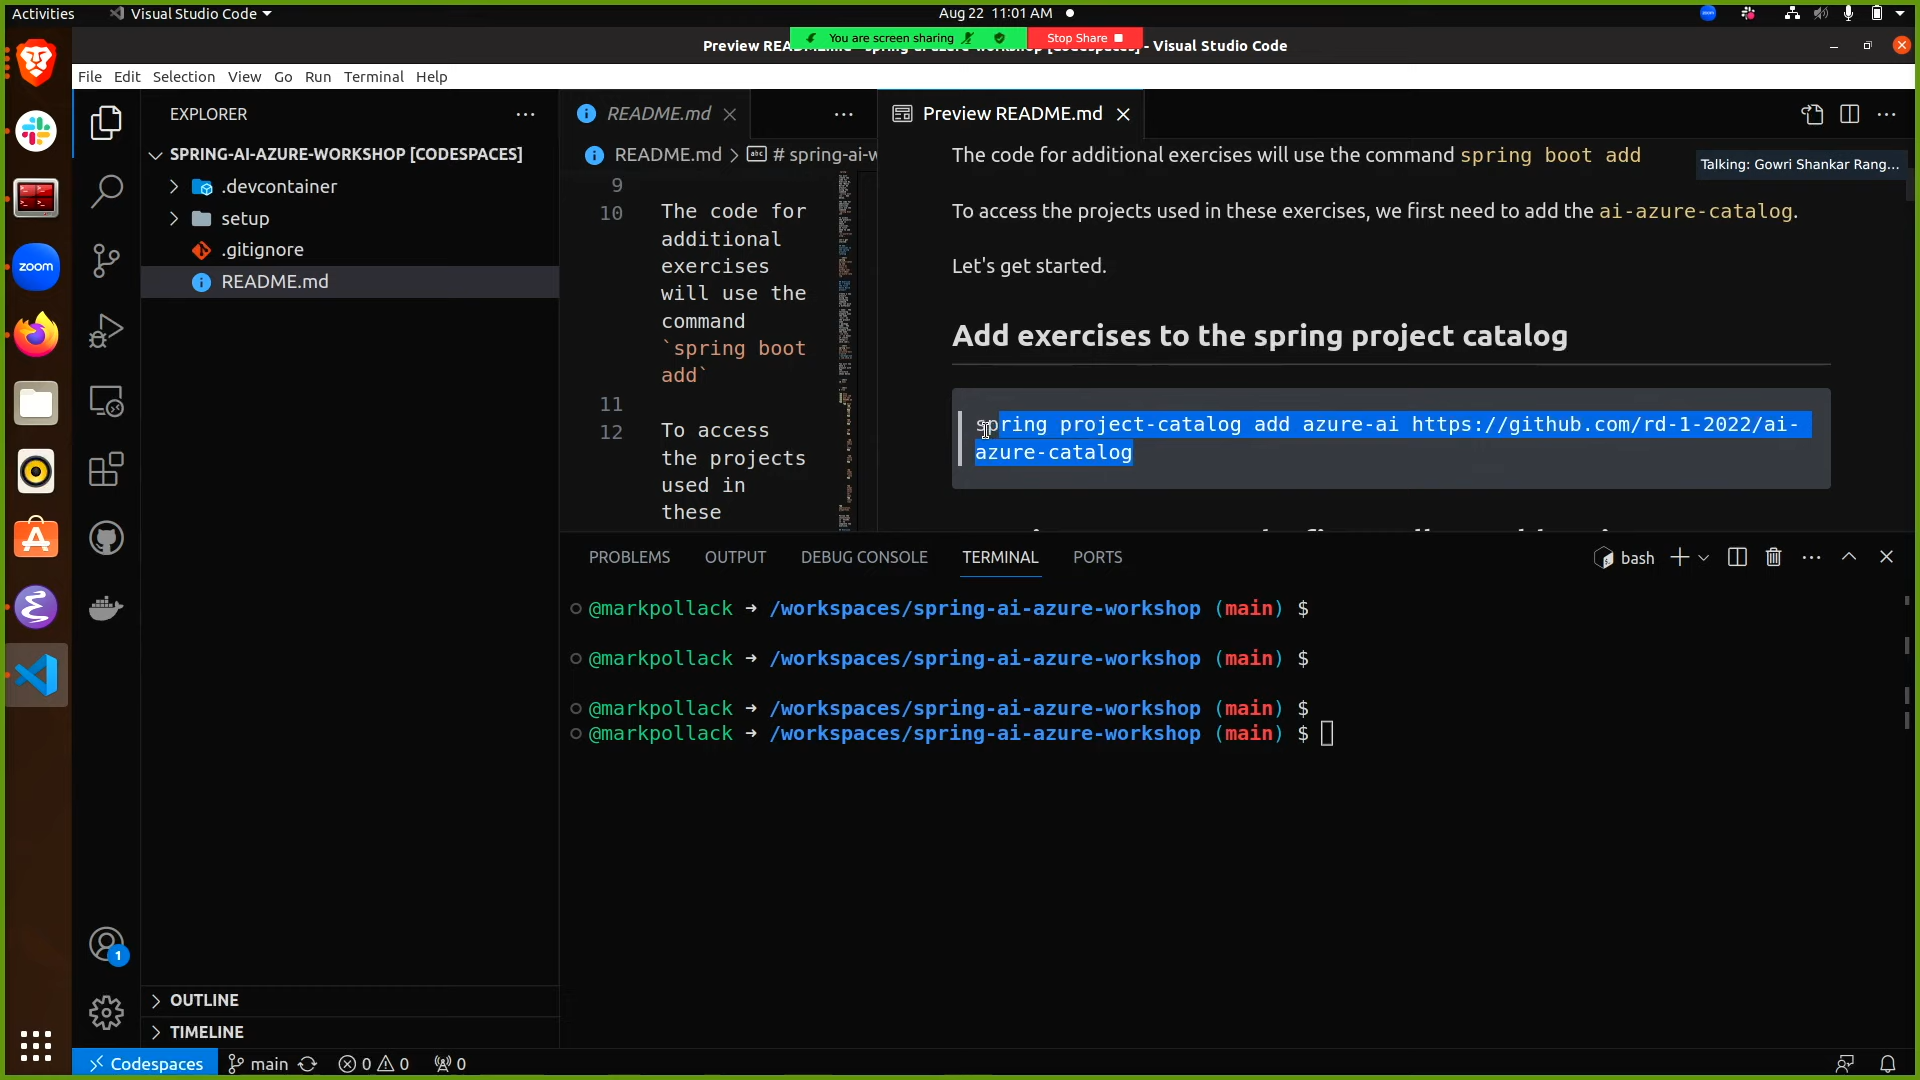 Activities
Visual Studio Code
Aug 22 11:01 AM
zoom
You are screen sharing
Stop Share
Preview REA
- Visual Studio Code
File Edit Selection View Go Run Terminal Help
EXPLORER
SPRING-AI-AZURE-WORKSHOP [CODESPACES]
.devcontainer
setup
.gitignore
README.md
OUTLINE
TIMELINE
README.md
README.md > # spring-ai-w
9
10 The code for
additional
exercises
will use the
command
`spring boot
add`
11
12 To access
the projects
used in
these
Preview README.md
The code for additional exercises will use the command spring boot add
Talking: Gowri Shankar Rang...
To access the projects used in these exercises, we first need to add the ai-azure-catalog.
Let's get started.
Add exercises to the spring project catalog
spring project-catalog add azure-ai https://github.com/rd-1-2022/ai-
azure-catalog
PROBLEMS OUTPUT DEBUG CONSOLE TERMINAL PORTS
bash
@markpollack ➜ /workspaces/spring-ai-azure-workshop (main) $
@markpollack ➜ /workspaces/spring-ai-azure-workshop (main) $
@markpollack ➜ /workspaces/spring-ai-azure-workshop (main) $
@markpollack ➜ /workspaces/spring-ai-azure-workshop (main) $
1
Codespaces
main
0 0
0